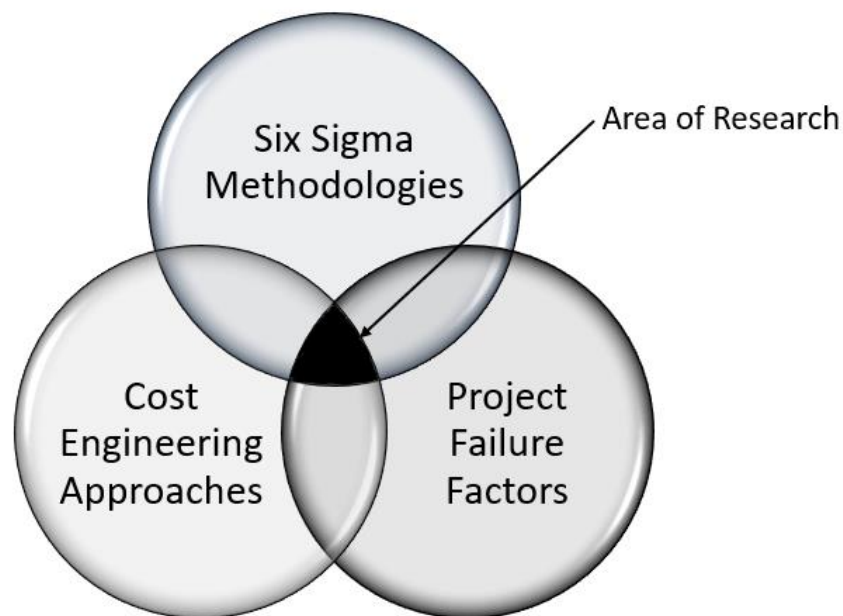 Six Sigma
Methodologies
Area of Research
Cost
Engineering
Approaches
Project
Failure
Factors